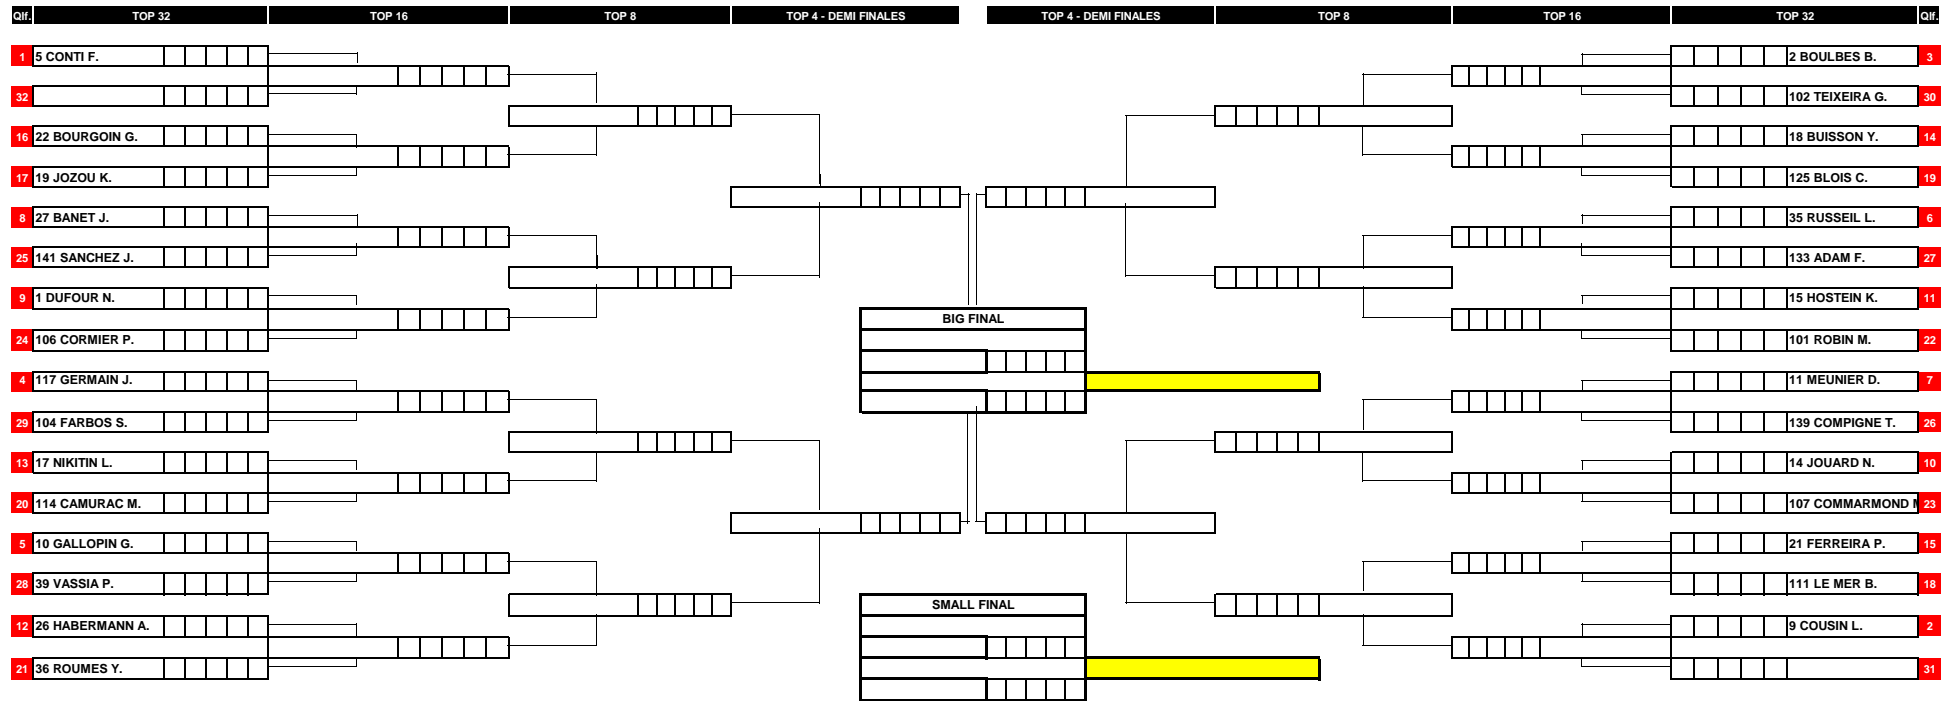 Qlf. TOP 32 TOP 16 TOP 8 TOP 4 - DEMI FINALES TOP 4 - DEMI FINALES TOP 8 TOP 16 TOP 32 Qlf.
1 5 CONTI F. 2 BOULBES B. 3
32 102 TEIXEIRA G. 30
16 22 BOURGOIN G. 18 BUISSON Y. 14
17 19 JOZOU K. 125 BLOIS C. 19
8 27 BANET J. 35 RUSSEIL L. 6
25 141 SANCHEZ J. 133 ADAM F. 27
9 1 DUFOUR N. 15 HOSTEIN K. 11
BIG FINAL
24 106 CORMIER P. 101 ROBIN M. 22
4 117 GERMAIN J. 11 MEUNIER D. 7
29 104 FARBOS S. 139 COMPIGNE T. 26
13 17 NIKITIN L. 14 JOUARD N. 10
20 114 CAMURAC M. 107 COMMARMOND 23
5 10 GALLOPIN G. 21 FERREIRA P. 15
28 39 VASSIA P. 111 LE MER B. 18
SMALL FINAL
12 26 HABERMANN A. 9 COUSIN L. 2
21 36 ROUMES Y. 31